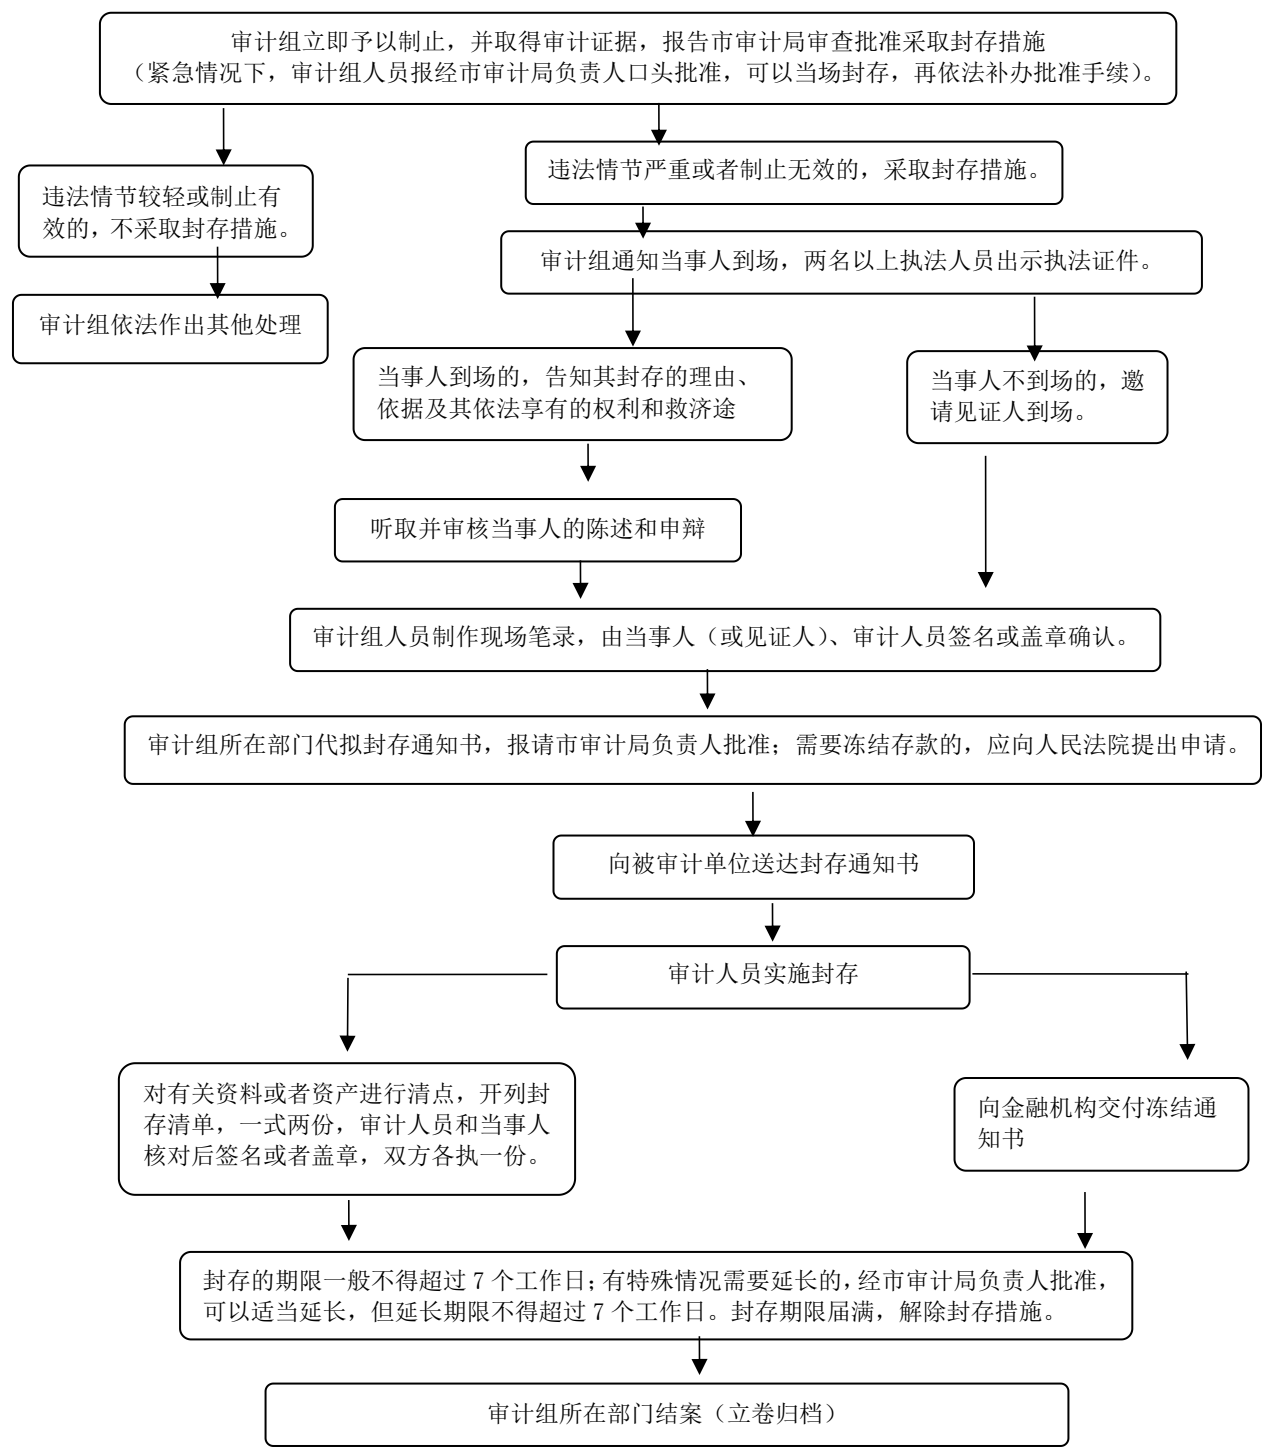 审计组立即予以制止，并取得审计证据，报告市审计局审查批准采取封存措施
（紧急情况下，审计组人员报经市审计局负责人口头批准，可以当场封存，再依法补办批准手续）。
违法情节严重或者制止无效的，采取封存措施。
违法情节较轻或制止有
效的，不采取封存措施。
审计组通知当事人到场，两名以上执法人员出示执法证件。
审计组依法作出其他处理
当事人到场的，告知其封存的理由、
依据及其依法享有的权利和救济途
当事人不到场的，邀
请见证人到场。
听取并审核当事人的陈述和申辩
审计组人员制作现场笔录，由当事人（或见证人）、审计人员签名或盖章确认。
审计组所在部门代拟封存通知书，报请市审计局负责人批准；需要冻结存款的，应向人民法院提出申请。
向被审计单位送达封存通知书
审计人员实施封存
对有关资料或者资产进行清点，开列封
存清单，一式两份，审计人员和当事人
核对后签名或者盖章，双方各执一份。
向金融机构交付冻结通
知书
封存的期限一般不得超过 7 个工作日；有特殊情况需要延长的，经市审计局负责人批准，
可以适当延长，但延长期限不得超过 7 个工作日。封存期限届满，解除封存措施。
审计组所在部门结案（立卷归档）